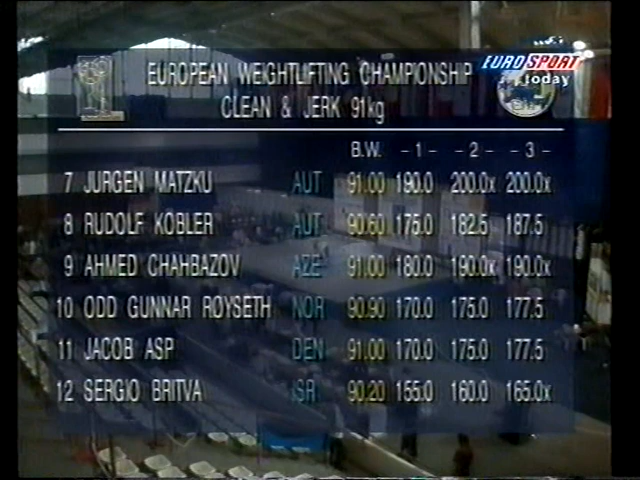 EUROSPORT
today
EUROPEAN WEIGHTLIFTING CHAMPIONSHIP
CLEAN & JERK 91kg
B.W. -1- -2- -3-
7 JURGEN MATZKU AUT 91.00 190.0 200.0x 200.0x
8 RUDOLF KOBLER AUT 90.60 175.0 182.5 187.5
9 AHMED CHAHBAZOV AZE 91.00 180.0 190.0x 190.0x
10 ODD GUNNAR RØYSETH NOR 90.90 170.0 175.0 177.5
11 JACOB ASP DEN 91.00 170.0 175.0 177.5
12 SERGIO BRITVA ISR 90.20 155.0 160.0 165.0x